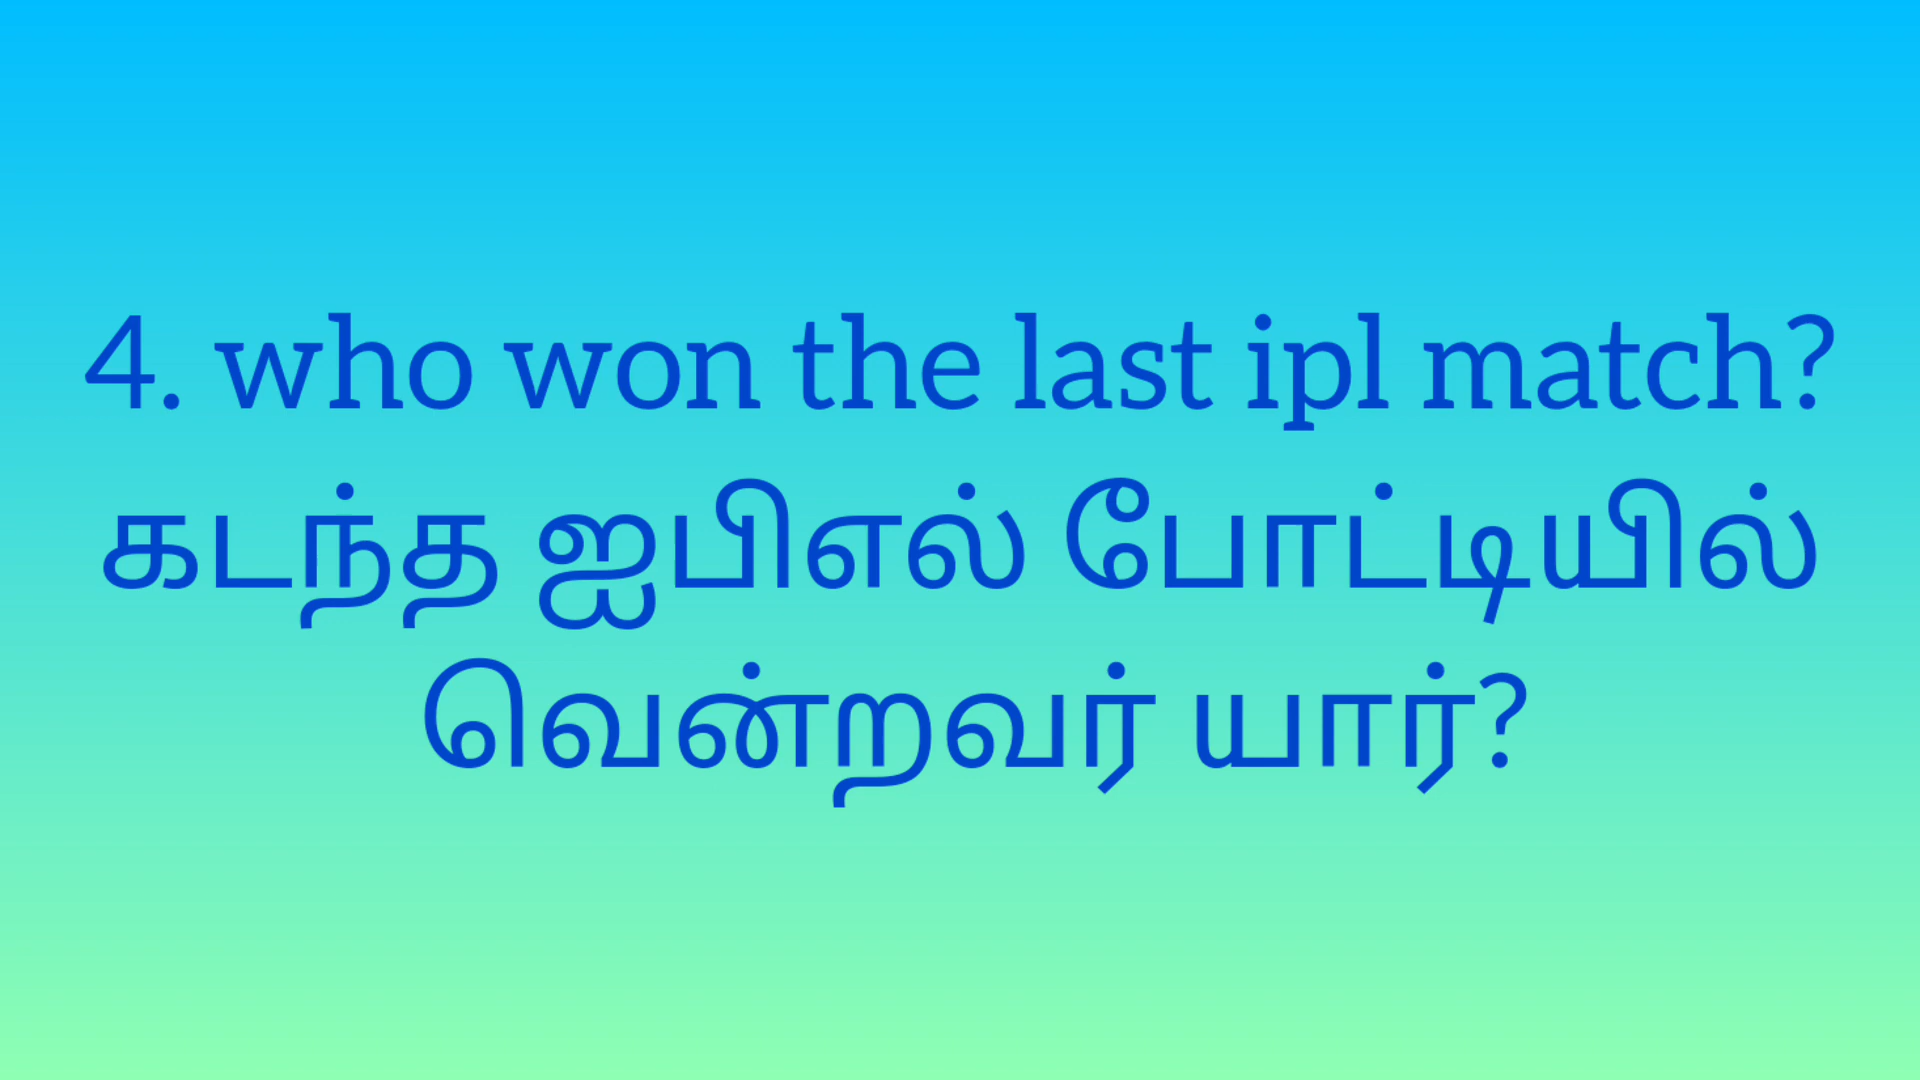 4. who won the last ipl match?
கடந்த ஐபிஎல் போட்டியில்
வென்றவர் யார்?